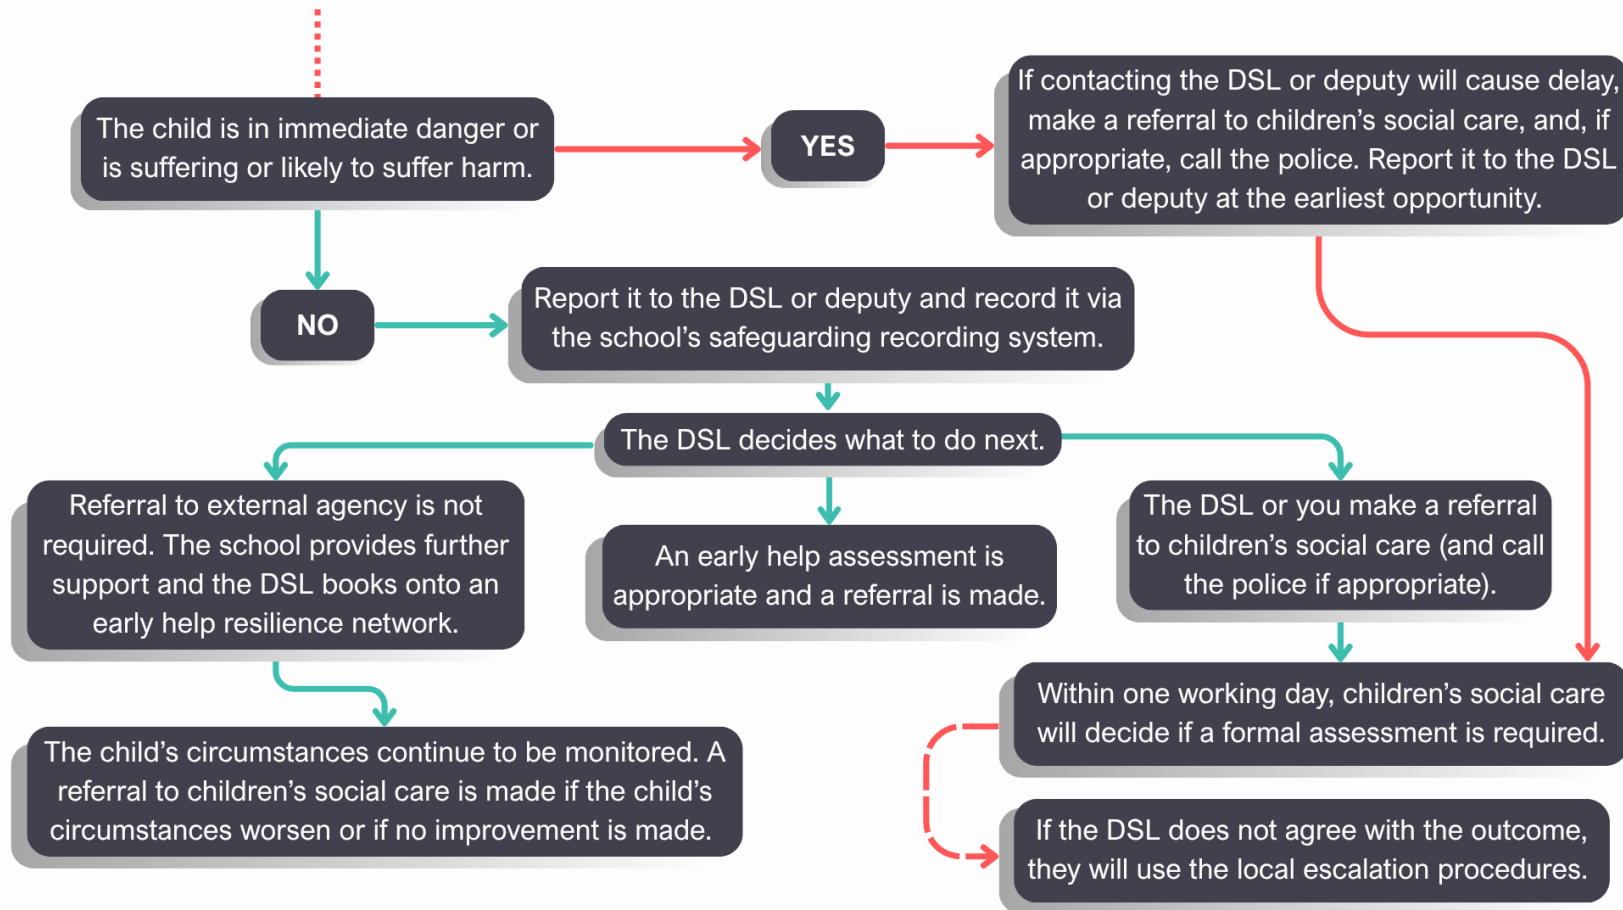 The child is in immediate danger or
is suffering or likely to suffer harm.
YES
If contacting the DSL or deputy will cause delay,
make a referral to children’s social care, and, if
appropriate, call the police. Report it to the DSL
or deputy at the earliest opportunity.
NO
Report it to the DSL or deputy and record it via
the school’s safeguarding recording system.
The DSL decides what to do next.
Referral to external agency is not
required. The school provides further
support and the DSL books onto an
early help resilience network.
An early help assessment is
appropriate and a referral is made.
The DSL or you make a referral
to children’s social care (and call
the police if appropriate).
The child’s circumstances continue to be monitored. A
referral to children’s social care is made if the child’s
circumstances worsen or if no improvement is made.
Within one working day, children’s social care
will decide if a formal assessment is required.
If the DSL does not agree with the outcome,
they will use the local escalation procedures.